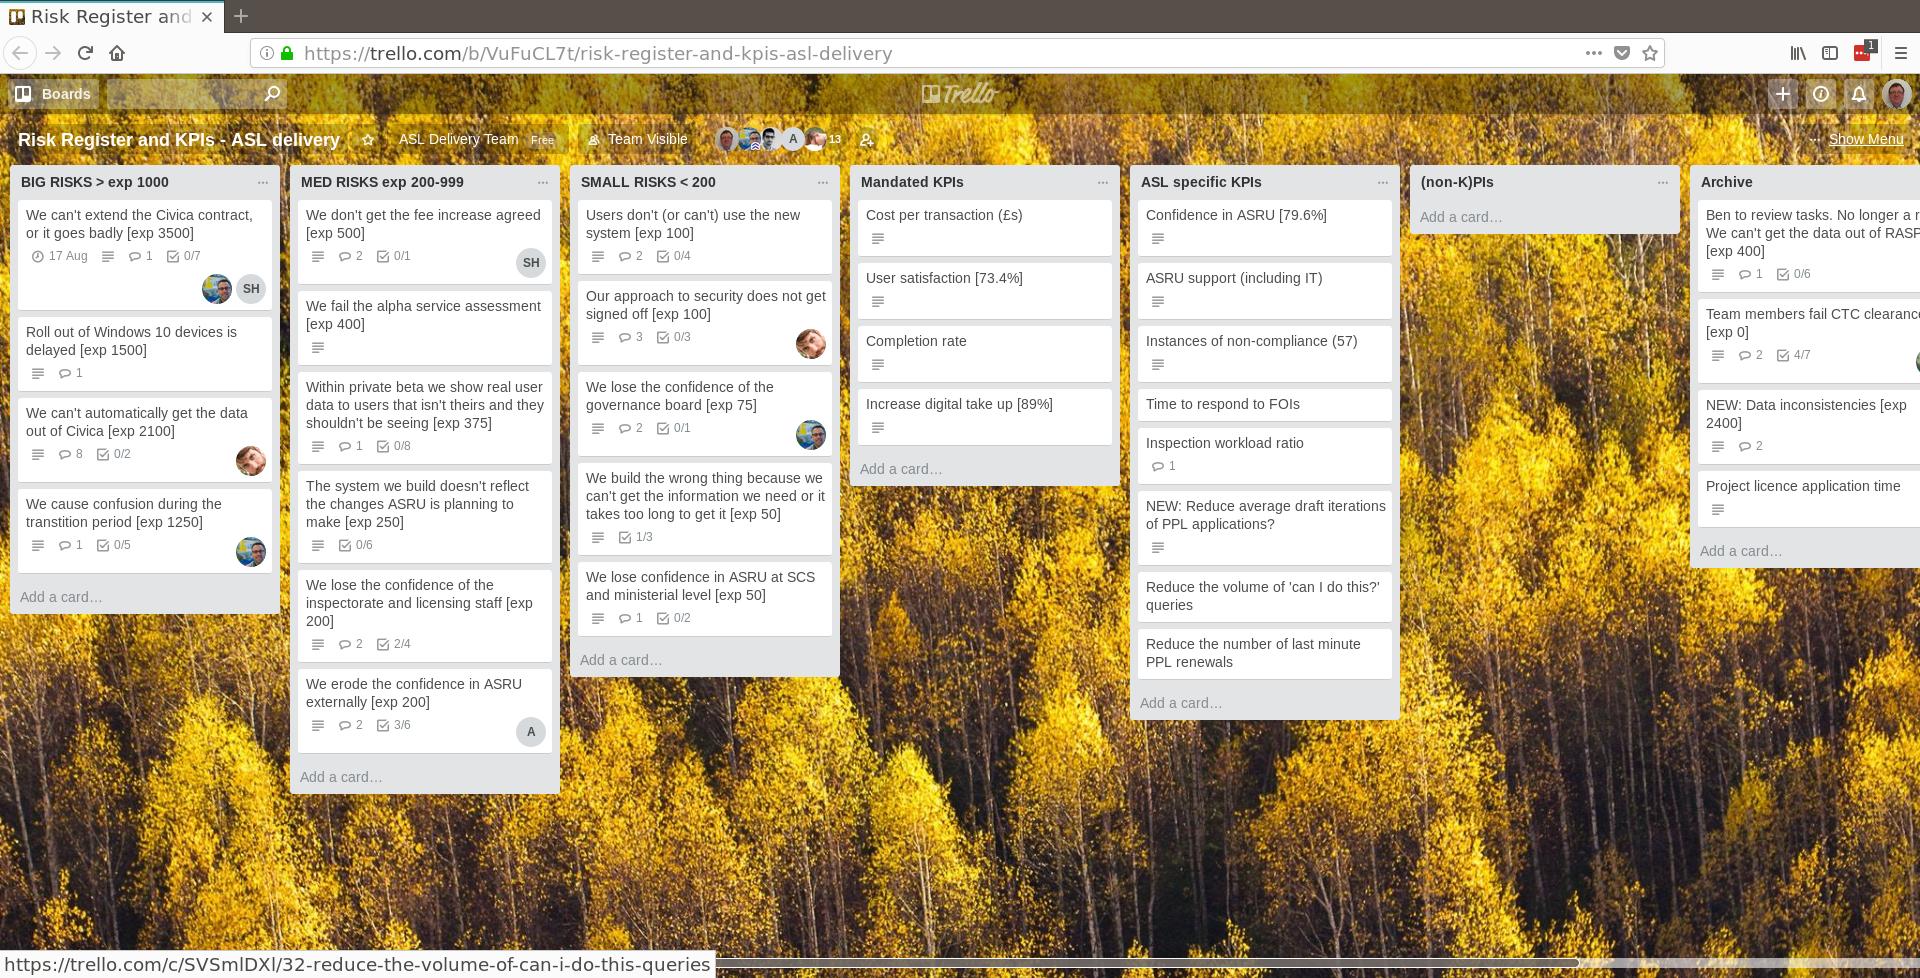 Risk Register and
https://trello.com/b/VuFuCL7t/risk-register-and-kpis-asl-delivery
1
Boards
Trello
Risk Register and KPIs - ASL delivery
ASL Delivery Team Free
Team Visible
A
13
Show Menu
BIG RISKS > exp 1000
We can't extend the Civica contract,
or it goes badly [exp 3500]
17 Aug 1 0/7
SH
Roll out of Windows 10 devices is
delayed [exp 1500]
1
We can't automatically get the data
out of Civica [exp 2100]
8 0/2
We cause confusion during the
transtition period [exp 1250]
1 0/5
Add a card…
MED RISKS exp 200-999
We don't get the fee increase agreed
[exp 500]
2 0/1
SH
We fail the alpha service assessment
[exp 400]
Within private beta we show real user
data to users that isn't theirs and they
shouldn't be seeing [exp 375]
1 0/8
The system we build doesn't reflect
the changes ASRU is planning to
make [exp 250]
0/6
We lose the confidence of the
inspectorate and licensing staff [exp
200]
2 2/4
We erode the confidence in ASRU
externally [exp 200]
2 3/6
A
Add a card…
SMALL RISKS < 200
Users don't (or can't) use the new
system [exp 100]
2 0/4
Our approach to security does not get
signed off [exp 100]
3 0/3
We lose the confidence of the
governance board [exp 75]
2 0/1
We build the wrong thing because we
can't get the information we need or it
takes too long to get it [exp 50]
1/3
We lose confidence in ASRU at SCS
and ministerial level [exp 50]
1 0/2
Add a card…
Mandated KPIs
Cost per transaction (£s)
User satisfaction [73.4%]
Completion rate
Increase digital take up [89%]
Add a card…
ASL specific KPIs
Confidence in ASRU [79.6%]
ASRU support (including IT)
Instances of non-compliance (57)
Time to respond to FOIs
Inspection workload ratio
1
NEW: Reduce average draft iterations
of PPL applications?
Reduce the volume of 'can I do this?'
queries
Reduce the number of last minute
PPL renewals
Add a card…
(non-K)PIs
Add a card…
Archive
Ben to review tasks. No longer a r
We can't get the data out of RASP
[exp 400]
1 0/6
Team members fail CTC clearance
[exp 0]
2 4/7
NEW: Data inconsistencies [exp
2400]
2
Project licence application time
Add a card…
https://trello.com/c/SVSmlDXl/32-reduce-the-volume-of-can-i-do-this-queries